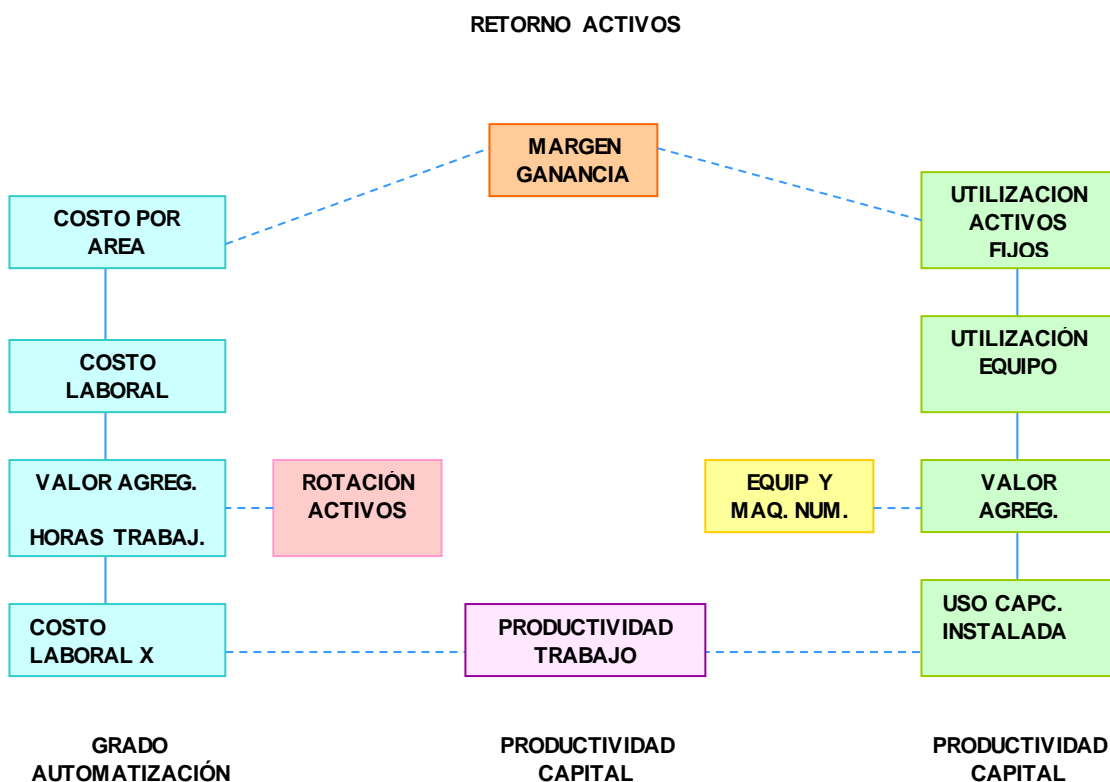 RETORNO ACTIVOS
MARGEN
GANANCIA
COSTO POR
AREA
UTILIZACION
ACTIVOS
FIJOS
COSTO
LABORAL
UTILIZACIÓN
EQUIPO
VALOR AGREG.
HORAS TRABAJ.
ROTACIÓN
ACTIVOS
EQUIP Y
MAQ. NUM.
VALOR
AGREG.
COSTO
LABORAL X
PRODUCTIVIDAD
TRABAJO
USO CAPC.
INSTALADA
GRADO
AUTOMATIZACIÓN
PRODUCTIVIDAD
CAPITAL
PRODUCTIVIDAD
CAPITAL